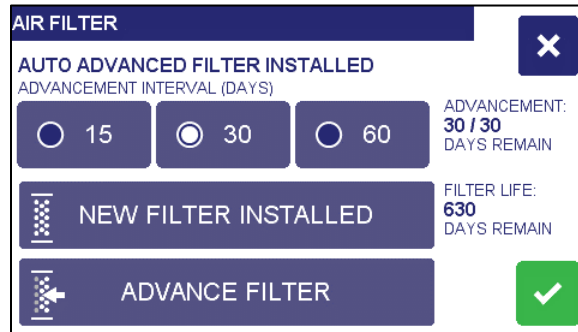 AIR FILTER
AUTO ADVANCED FILTER INSTALLED
ADVANCEMENT INTERVAL (DAYS)
15 30 60
ADVANCEMENT:
30 / 30
DAYS REMAIN
NEW FILTER INSTALLED
FILTER LIFE:
630
DAYS REMAIN
ADVANCE FILTER